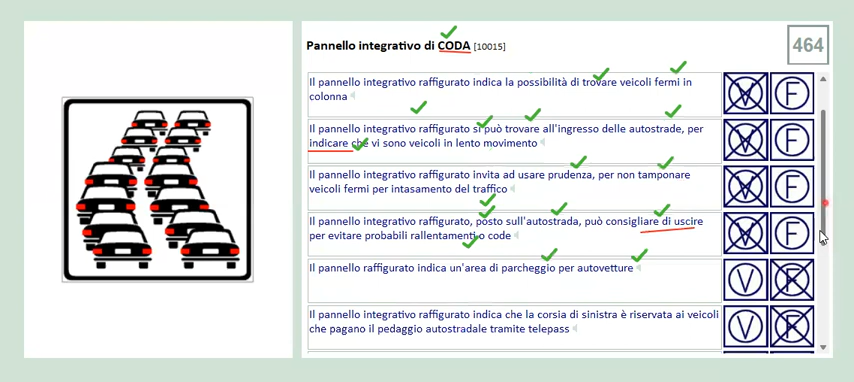 Pannello integrativo di CODA [10015]
464
Il pannello integrativo raffigurato indica la possibilità di trovare veicoli fermi in
colonna
V F
Il pannello integrativo raffigurato si può trovare all'ingresso delle autostrade, per
indicare che vi sono veicoli in lento movimento
V F
Il pannello integrativo raffigurato invita ad usare prudenza, per non tamponare
veicoli fermi per intasamento del traffico
V F
Il pannello integrativo raffigurato, posto sull'autostrada, può consigliare di uscire
per evitare probabili rallentamenti o code
V F
Il pannello raffigurato indica un'area di parcheggio per autovetture
V F
Il pannello integrativo raffigurato indica che la corsia di sinistra è riservata ai veicoli
che pagano il pedaggio autostradale tramite telepass
V F